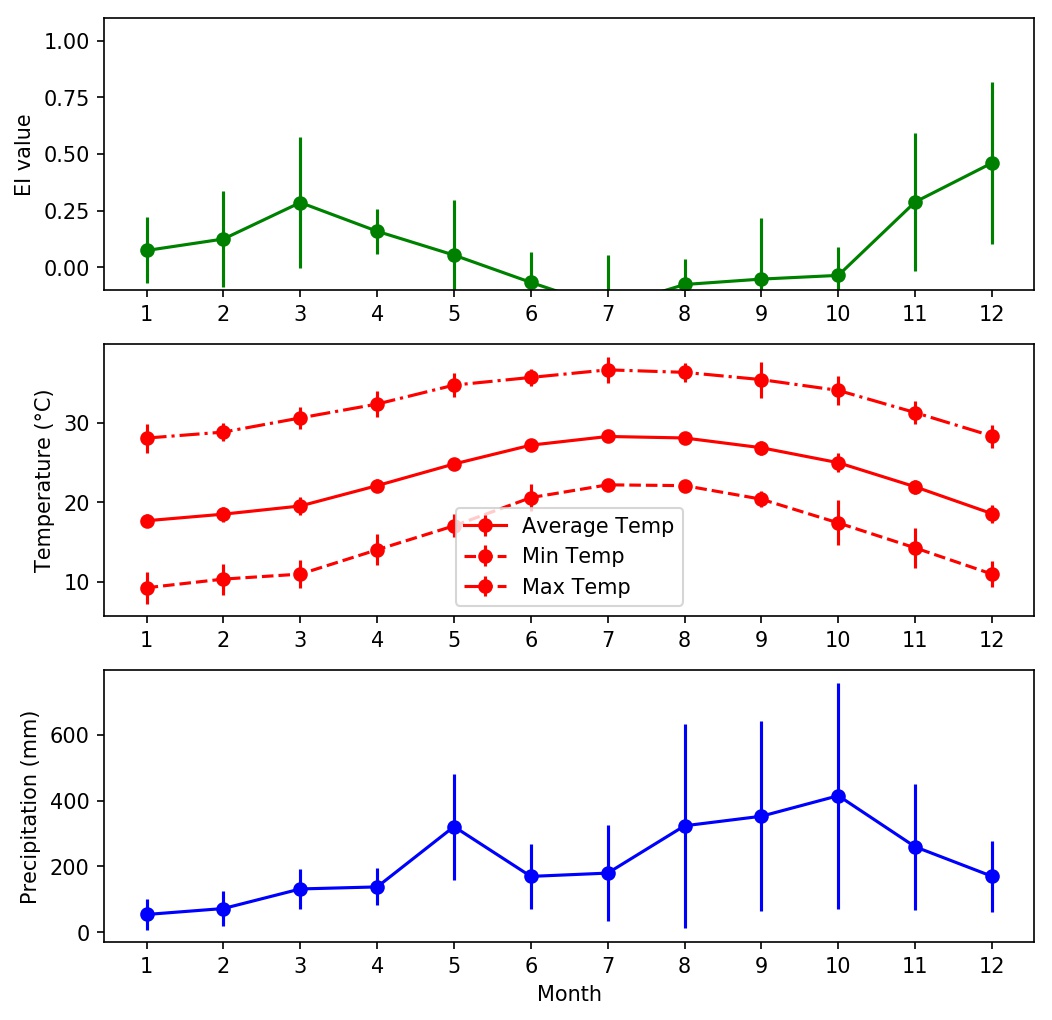 EI value
1.00
0.75
0.50
0.25
0.00
1 2 3 4 5 6 7 8 9 10 11 12
Temperature (°C)
30
20
10
Average Temp
Min Temp
Max Temp
1 2 3 4 5 6 7 8 9 10 11 12
Precipitation (mm)
600
400
200
0
1 2 3 4 5 6 7 8 9 10 11 12
Month